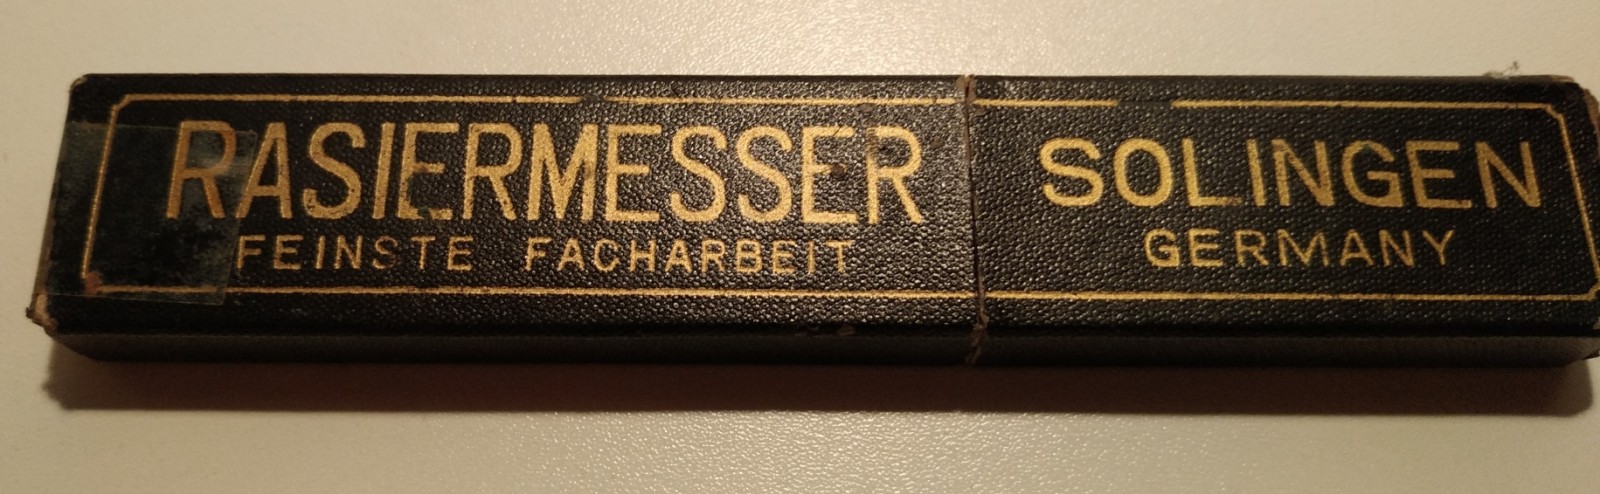 RASIERMESSER
FEINSTE FACHARBEIT
SOLINGEN
GERMANY